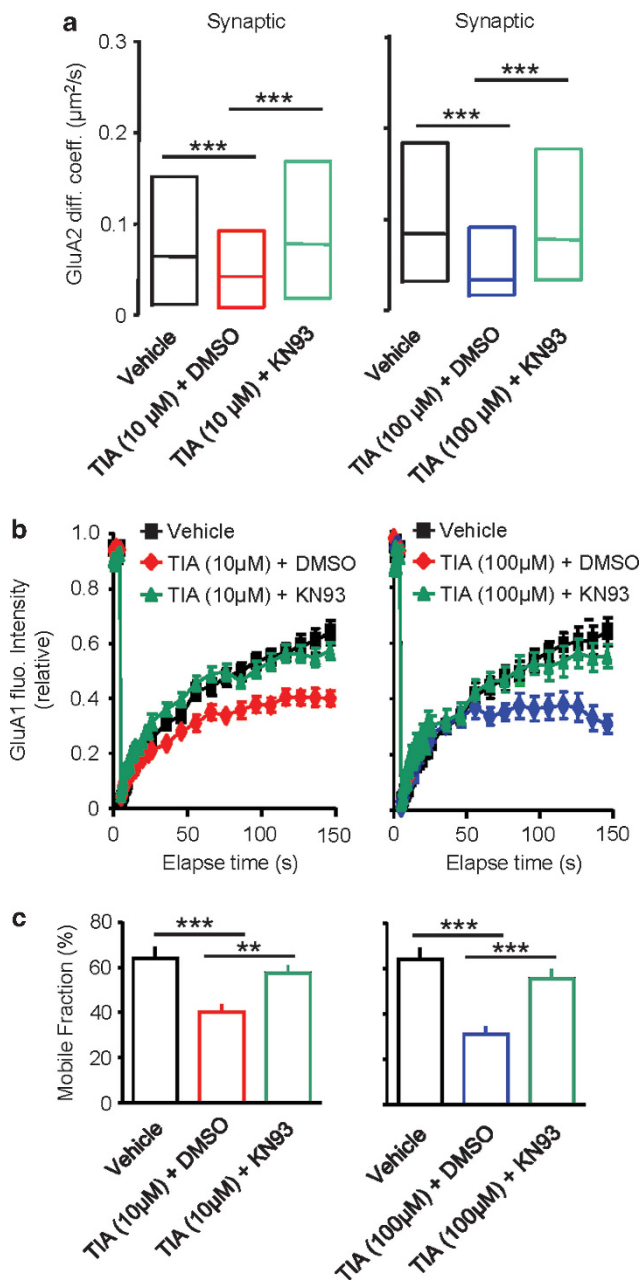 a
Synaptic
Synaptic
GluA2 diff. coeff. (µm²/s)
0.3
0.2
0.1
0
***
***
***
***
Vehicle
TIA (10 µM) + DMSO
TIA (10 µM) + KN93
Vehicle
TIA (100 µM) + DMSO
TIA (100 µM) + KN93
b
GluA1 fluo. Intensity
(relative)
1.0
0.8
0.6
0.4
0.2
0
Vehicle
TIA (10µM) + DMSO
TIA (10µM) + KN93
0 50 100 150
Elapse time (s)
Vehicle
TIA (100µM) + DMSO
TIA (100µM) + KN93
0 50 100 150
Elapse time (s)
c
Mobile Fraction (%)
80
60
40
20
0
***
**
***
***
Vehicle
TIA (10µM) + DMSO
TIA (10µM) + KN93
Vehicle
TIA (100µM) + DMSO
TIA (100µM) + KN93